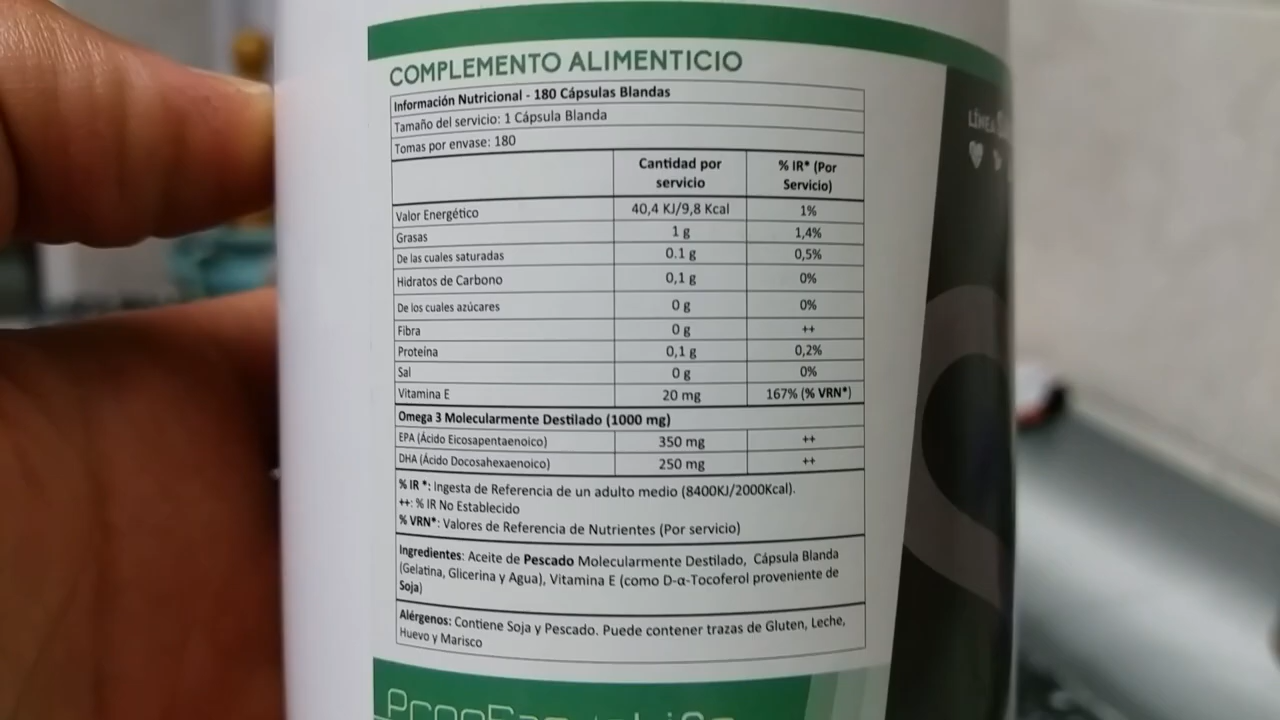 COMPLEMENTO ALIMENTICIO
Información Nutricional - 180 Cápsulas Blandas
Tamaño del servicio: 1 Cápsula Blanda
Tomas por envase: 180
Cantidad por servicio % IR* (Por Servicio)
Valor Energético 40,4 KJ/9,8 Kcal 1%
Grasas 1 g 1,4%
De las cuales saturadas 0.1 g 0,5%
Hidratos de Carbono 0,1 g 0%
De los cuales azúcares 0 g 0%
Fibra 0 g ++
Proteina 0,1 g 0,2%
Sal 0 g 0%
Vitamina E 20 mg 167% (% VRN*)
Omega 3 Molecularmente Destilado (1000 mg)
EPA (Ácido Eicosapentaenoico) 350 mg ++
DHA (Ácido Docosahexaenoico) 250 mg ++
% IR *: Ingesta de Referencia de un adulto medio (8400KJ/2000Kcal).
++: % IR No Establecido
% VRN*: Valores de Referencia de Nutrientes (Por servicio)
Ingredientes: Aceite de Pescado Molecularmente Destilado, Cápsula Blanda
(Gelatina, Glicerina y Agua), Vitamina E (como D-α-Tocoferol proveniente de
Soja)
Alérgenos: Contiene Soja y Pescado. Puede contener trazas de Gluten, Leche,
Huevo y Marisco
LÍNEA